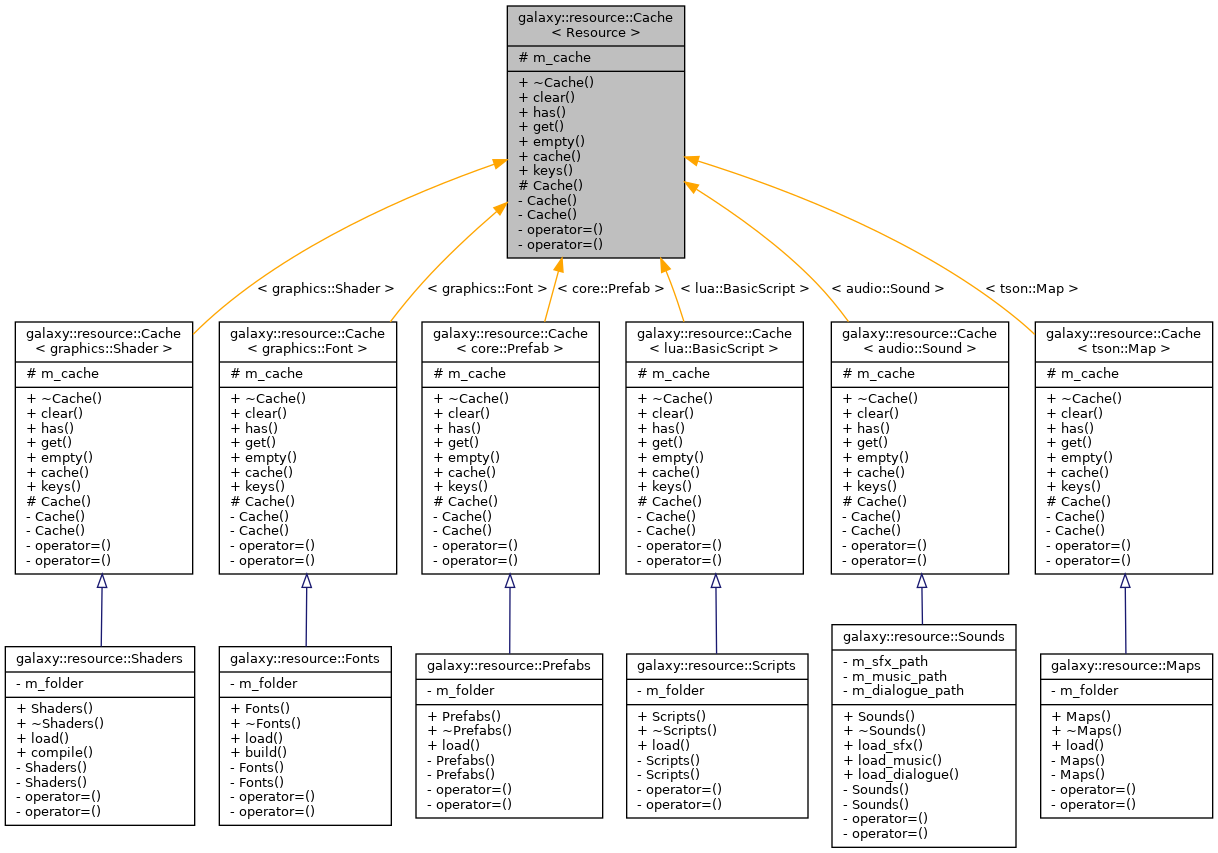 galaxy::resource::Cache
< Resource >
# m_cache
+ ~Cache()
+ clear()
+ has()
+ get()
+ empty()
+ cache()
+ keys()
# Cache()
- Cache()
- Cache()
- operator=()
- operator=()
< graphics::Shader >
< graphics::Font >
< core::Prefab >
< lua::BasicScript >
< audio::Sound >
< tson::Map >
galaxy::resource::Cache
< graphics::Shader >
# m_cache
+ ~Cache()
+ clear()
+ has()
+ get()
+ empty()
+ cache()
+ keys()
# Cache()
- Cache()
- Cache()
- operator=()
- operator=()
galaxy::resource::Cache
< graphics::Font >
# m_cache
+ ~Cache()
+ clear()
+ has()
+ get()
+ empty()
+ cache()
+ keys()
# Cache()
- Cache()
- Cache()
- operator=()
- operator=()
galaxy::resource::Cache
< core::Prefab >
# m_cache
+ ~Cache()
+ clear()
+ has()
+ get()
+ empty()
+ cache()
+ keys()
# Cache()
- Cache()
- Cache()
- operator=()
- operator=()
galaxy::resource::Cache
< lua::BasicScript >
# m_cache
+ ~Cache()
+ clear()
+ has()
+ get()
+ empty()
+ cache()
+ keys()
# Cache()
- Cache()
- Cache()
- operator=()
- operator=()
galaxy::resource::Cache
< audio::Sound >
# m_cache
+ ~Cache()
+ clear()
+ has()
+ get()
+ empty()
+ cache()
+ keys()
# Cache()
- Cache()
- Cache()
- operator=()
- operator=()
galaxy::resource::Cache
< tson::Map >
# m_cache
+ ~Cache()
+ clear()
+ has()
+ get()
+ empty()
+ cache()
+ keys()
# Cache()
- Cache()
- Cache()
- operator=()
- operator=()
galaxy::resource::Shaders
- m_folder
+ Shaders()
+ ~Shaders()
+ load()
+ compile()
- Shaders()
- Shaders()
- operator=()
- operator=()
galaxy::resource::Fonts
- m_folder
+ Fonts()
+ ~Fonts()
+ load()
+ build()
- Fonts()
- Fonts()
- operator=()
- operator=()
galaxy::resource::Prefabs
- m_folder
+ Prefabs()
+ ~Prefabs()
+ load()
- Prefabs()
- Prefabs()
- operator=()
- operator=()
galaxy::resource::Scripts
- m_folder
+ Scripts()
+ ~Scripts()
+ load()
- Scripts()
- Scripts()
- operator=()
- operator=()
galaxy::resource::Sounds
- m_sfx_path
- m_music_path
- m_dialogue_path
+ Sounds()
+ ~Sounds()
+ load_sfx()
+ load_music()
+ load_dialogue()
- Sounds()
- Sounds()
- operator=()
- operator=()
galaxy::resource::Maps
- m_folder
+ Maps()
+ ~Maps()
+ load()
- Maps()
- Maps()
- operator=()
- operator=()